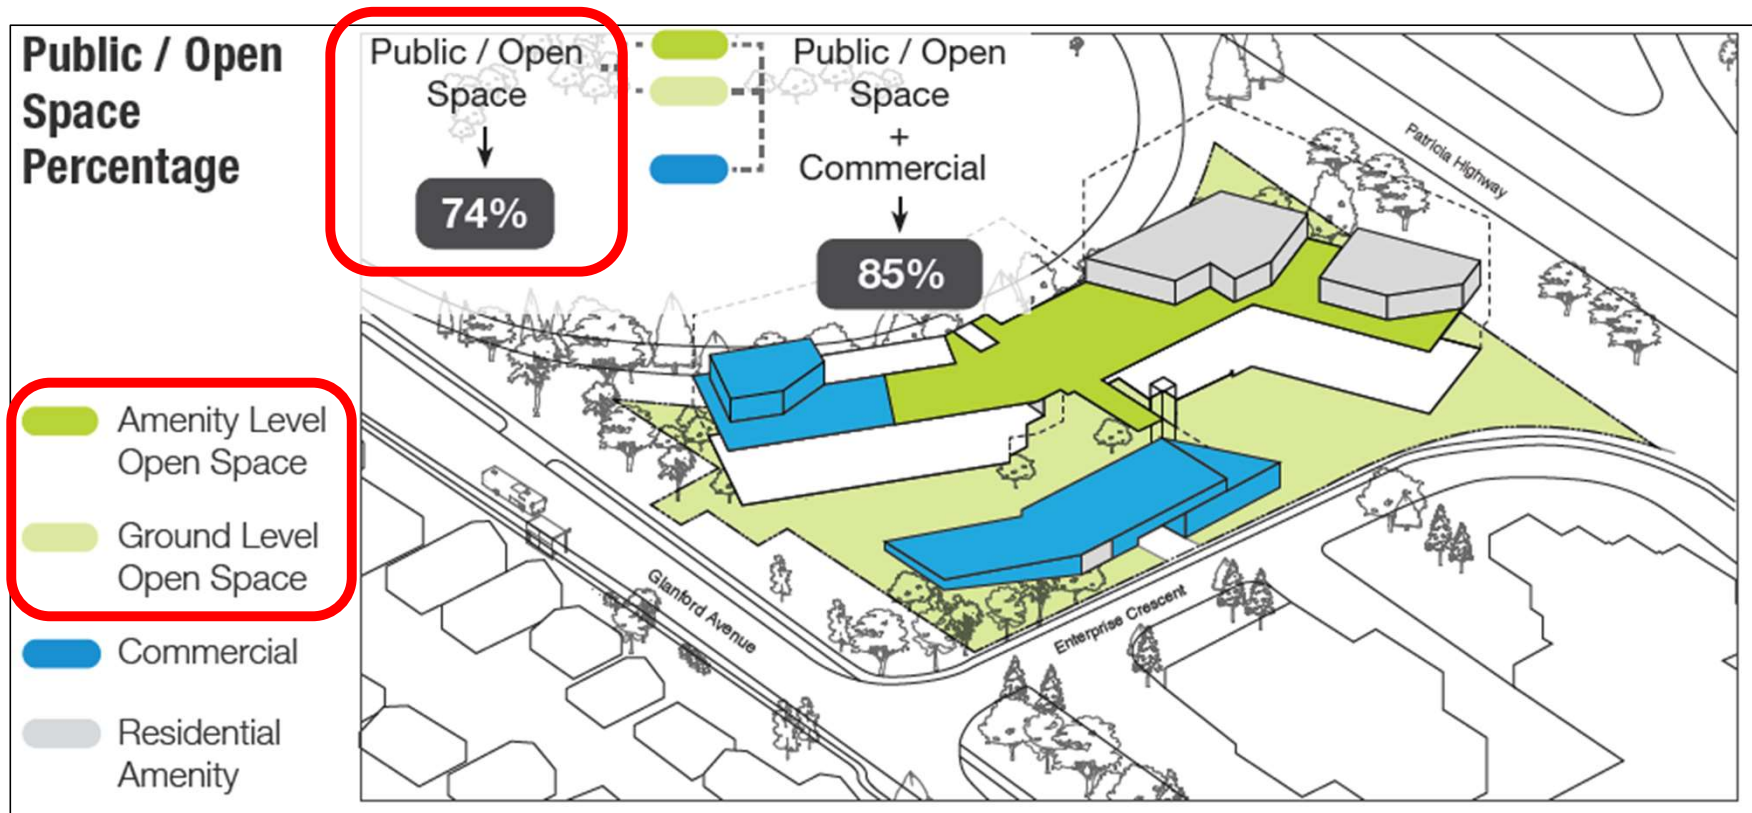 Public / Open
Space
Percentage
Public / Open
Space
74%
Public / Open
Space
+
Commercial
85%
Patricia Highway
Amenity Level
Open Space
Ground Level
Open Space
Commercial
Residential
Amenity
Glanford Avenue
Enterprise Crescent